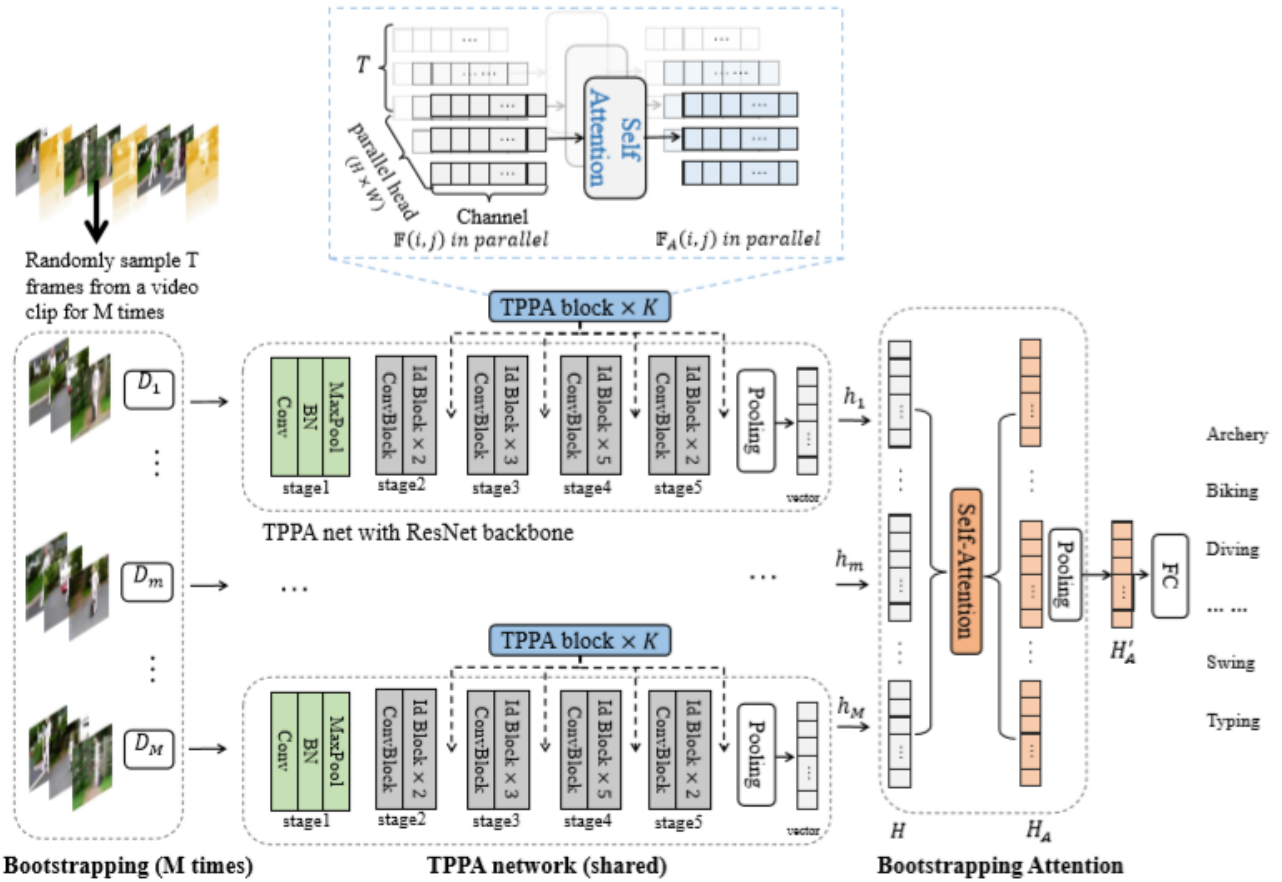 T
parallel head
(H × W)
Channel
Self
Attention
𝔽(i, j) in parallel
𝔽_A(i, j) in parallel
Randomly sample T
frames from a video
clip for M times
TPPA block × K
D_1
Conv
BN
MaxPool
stage1
ConvBlock
Id Block × 2
stage2
ConvBlock
Id Block × 3
stage3
ConvBlock
Id Block × 5
stage4
ConvBlock
Id Block × 2
stage5
Pooling
vector
h_1
TPPA net with ResNet backbone
D_m
...
...
h_m
TPPA block × K
D_M
Conv
BN
MaxPool
stage1
ConvBlock
Id Block × 2
stage2
ConvBlock
Id Block × 3
stage3
ConvBlock
Id Block × 5
stage4
ConvBlock
Id Block × 2
stage5
Pooling
vector
h_M
Self-Attention
Pooling
H
H_A
H'_A
FC
Archery
Biking
Diving
... ...
Swing
Typing
Bootstrapping (M times)
TPPA network (shared)
Bootstrapping Attention